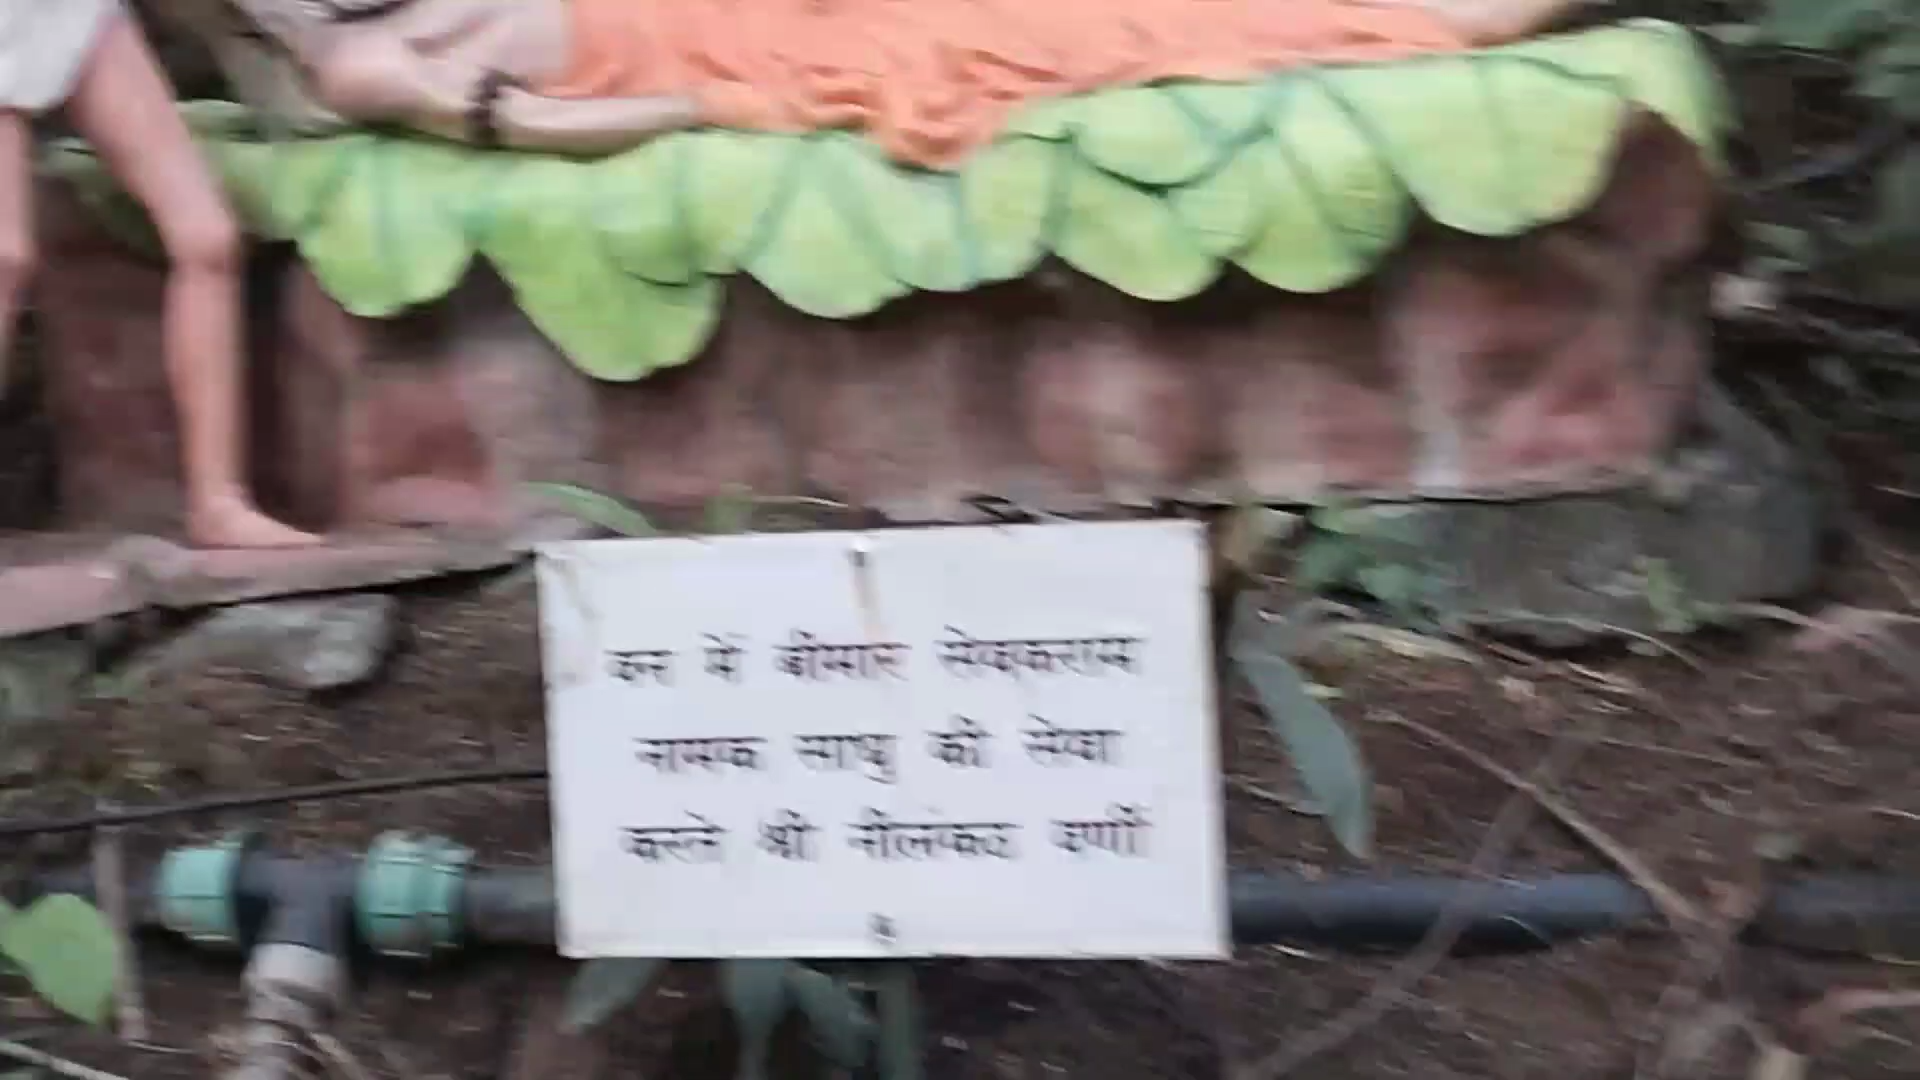 वन में बीमार सेवकराम
नामक साधु की सेवा
करते श्री नीलकंठ वर्णी